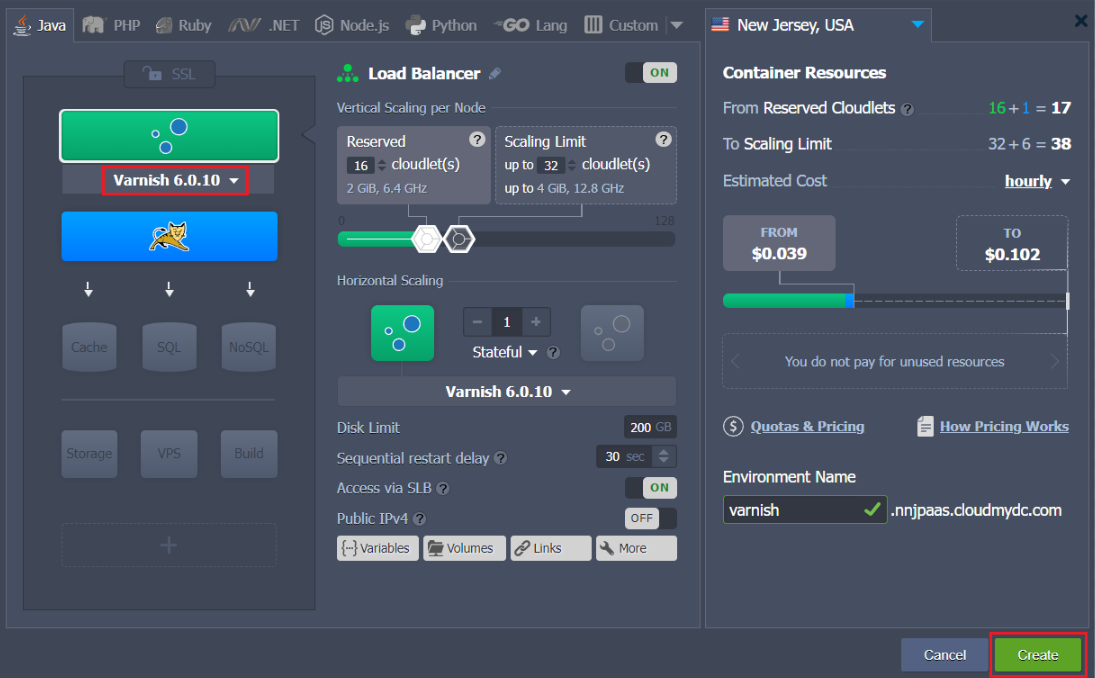 Java PHP Ruby .NET Node.js Python GO Lang Custom
New Jersey, USA
SSL
Varnish 6.0.10
Cache SQL NoSQL
Storage VPS Build
Load Balancer ON
Vertical Scaling per Node
Reserved ?
16 cloudlet(s)
2 GiB, 6.4 GHz
Scaling Limit ?
up to 32 cloudlet(s)
up to 4 GiB, 12.8 GHz
0 128
Horizontal Scaling
1
Stateful ?
Varnish 6.0.10
Disk Limit 200 GB
Sequential restart delay ? 30 sec
Access via SLB ? ON
Public IPv4 ? OFF
Variables Volumes Links More
Container Resources
From Reserved Cloudlets ? 16 + 1 = 17
To Scaling Limit 32 + 6 = 38
Estimated Cost hourly
FROM
$0.039
TO
$0.102
You do not pay for unused resources
$ Quotas & Pricing How Pricing Works
Environment Name
varnish .nnjpaas.cloudmydc.com
Cancel Create